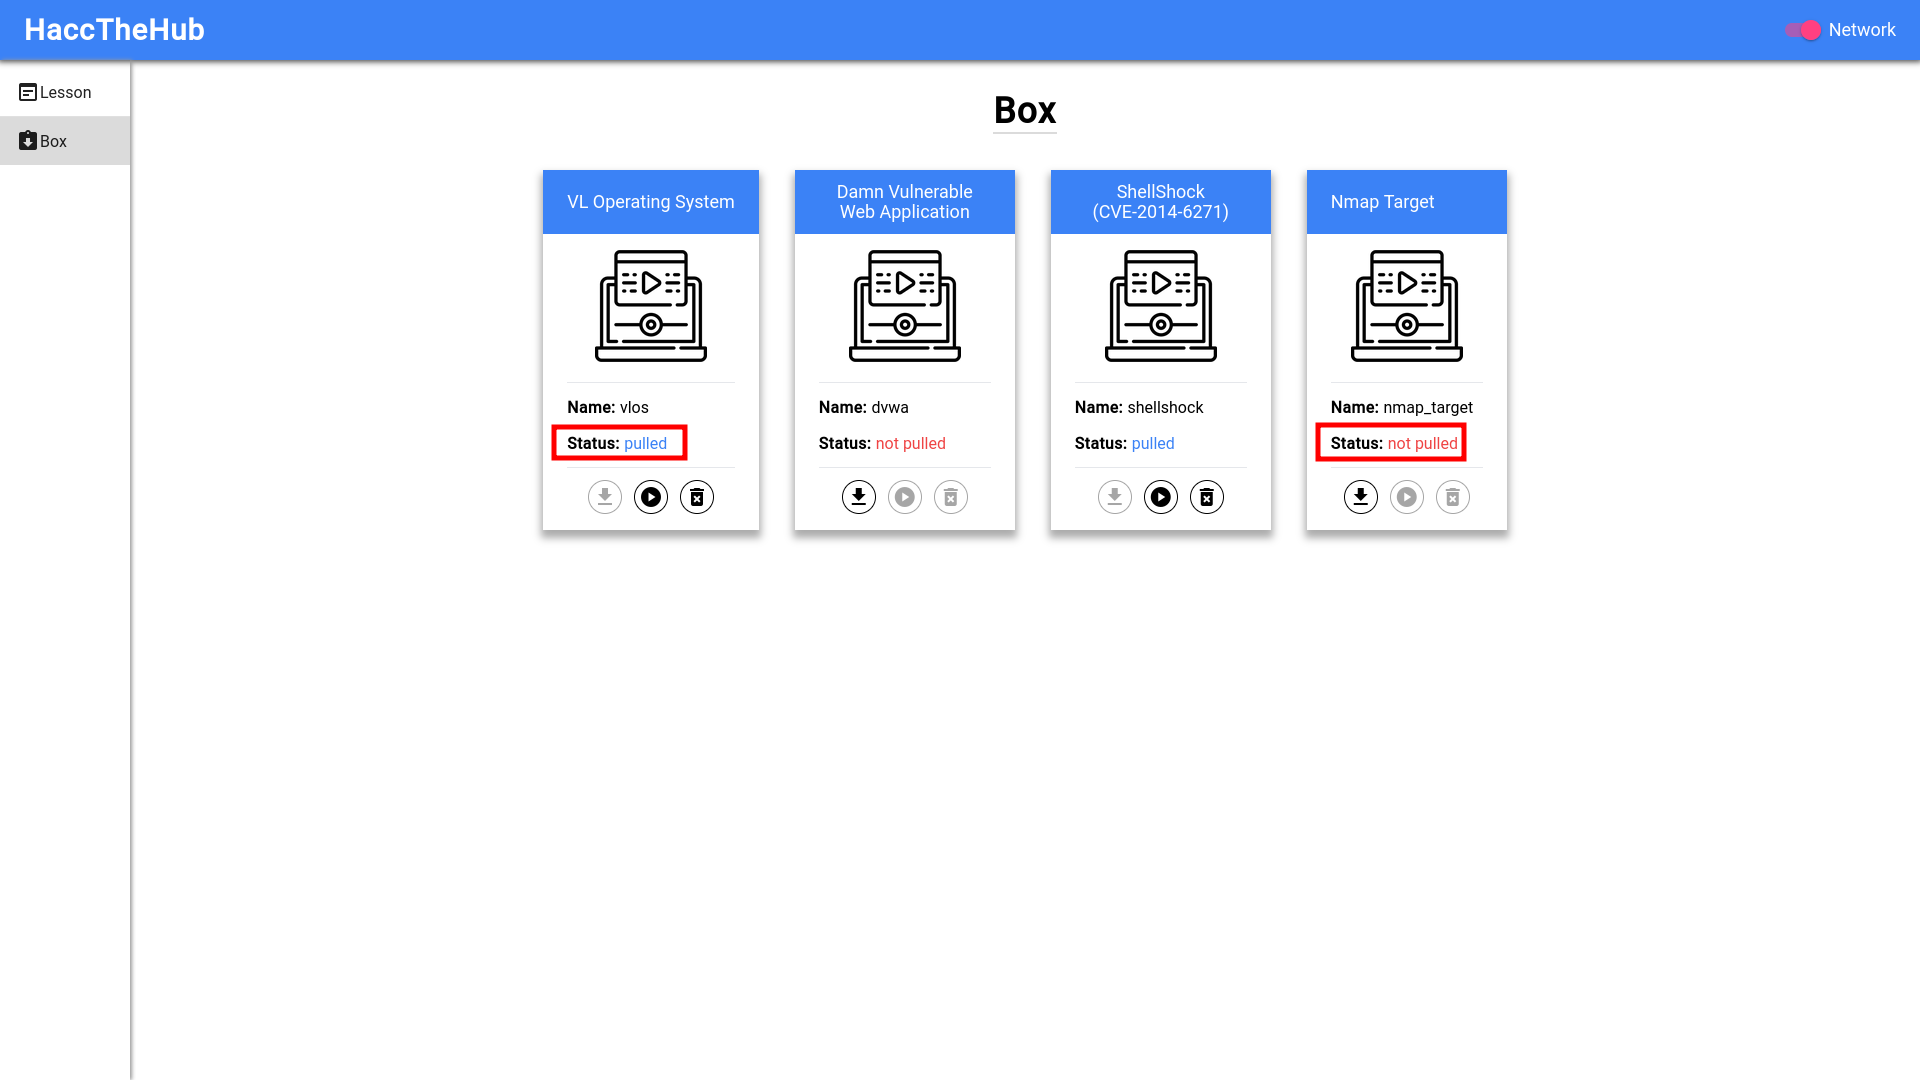 HaccTheHub
Network
Lesson
Box
Box
VL Operating System
Name: vlos
Status: pulled
Damn Vulnerable
Web Application
Name: dvwa
Status: not pulled
ShellShock
(CVE-2014-6271)
Name: shellshock
Status: pulled
Nmap Target
Name: nmap_target
Status: not pulled